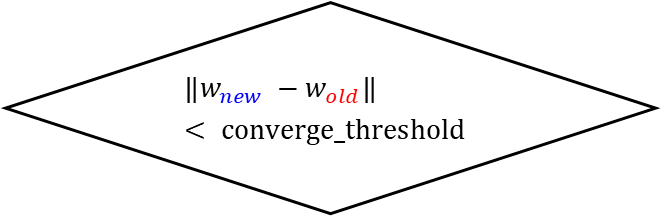 ‖w_new − w_old‖
< converge_threshold